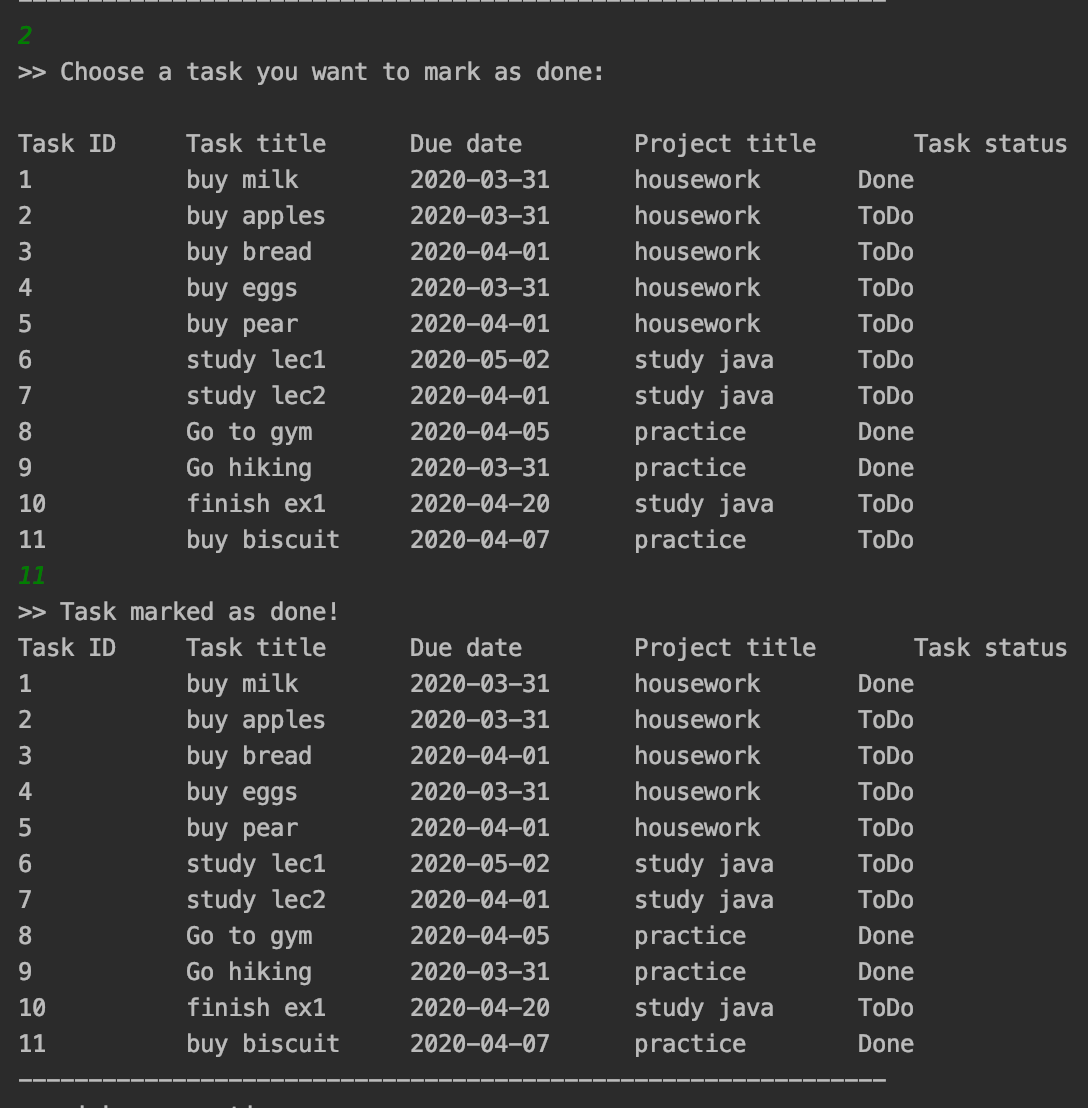 2
>> Choose a task you want to mark as done:
Task ID     Task title      Due date        Project title       Task status
1           buy milk        2020-03-31      housework       Done
2           buy apples      2020-03-31      housework       ToDo
3           buy bread       2020-04-01      housework       ToDo
4           buy eggs        2020-03-31      housework       ToDo
5           buy pear        2020-04-01      housework       ToDo
6           study lec1      2020-05-02      study java      ToDo
7           study lec2      2020-04-01      study java      ToDo
8           Go to gym       2020-04-05      practice        Done
9           Go hiking       2020-03-31      practice        Done
10          finish ex1      2020-04-20      study java      ToDo
11          buy biscuit     2020-04-07      practice        ToDo
11
>> Task marked as done!
Task ID     Task title      Due date        Project title       Task status
1           buy milk        2020-03-31      housework       Done
2           buy apples      2020-03-31      housework       ToDo
3           buy bread       2020-04-01      housework       ToDo
4           buy eggs        2020-03-31      housework       ToDo
5           buy pear        2020-04-01      housework       ToDo
6           study lec1      2020-05-02      study java      ToDo
7           study lec2      2020-04-01      study java      ToDo
8           Go to gym       2020-04-05      practice        Done
9           Go hiking       2020-03-31      practice        Done
10          finish ex1      2020-04-20      study java      ToDo
11          buy biscuit     2020-04-07      practice        Done